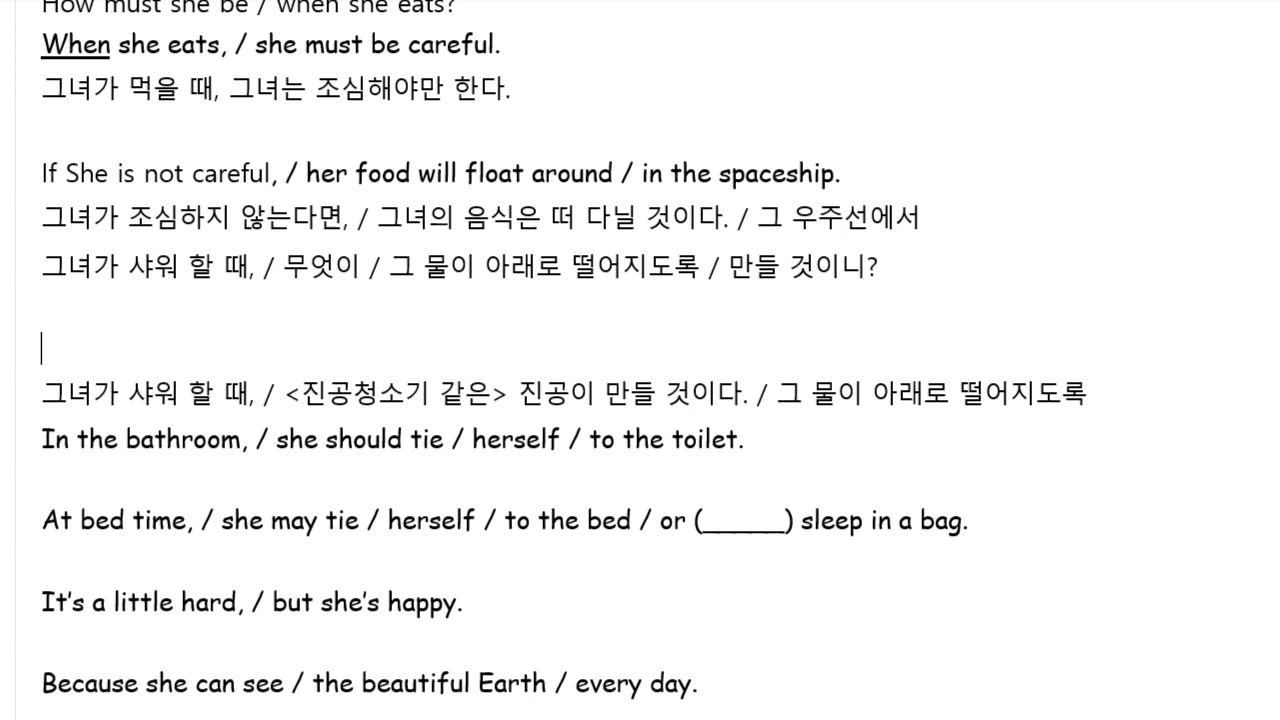 How must she be / when she eats?
When she eats, / she must be careful.
그녀가 먹을 때, 그녀는 조심해야만 한다.
If She is not careful, / her food will float around / in the spaceship.
그녀가 조심하지 않는다면, / 그녀의 음식은 떠 다닐 것이다. / 그 우주선에서
그녀가 샤워 할 때, / 무엇이 / 그 물이 아래로 떨어지도록 / 만들 것이니?
그녀가 샤워 할 때, / <진공청소기 같은> 진공이 만들 것이다. / 그 물이 아래로 떨어지도록
In the bathroom, / she should tie / herself / to the toilet.
At bed time, / she may tie / herself / to the bed / or (______) sleep in a bag.
It's a little hard, / but she's happy.
Because she can see / the beautiful Earth / every day.